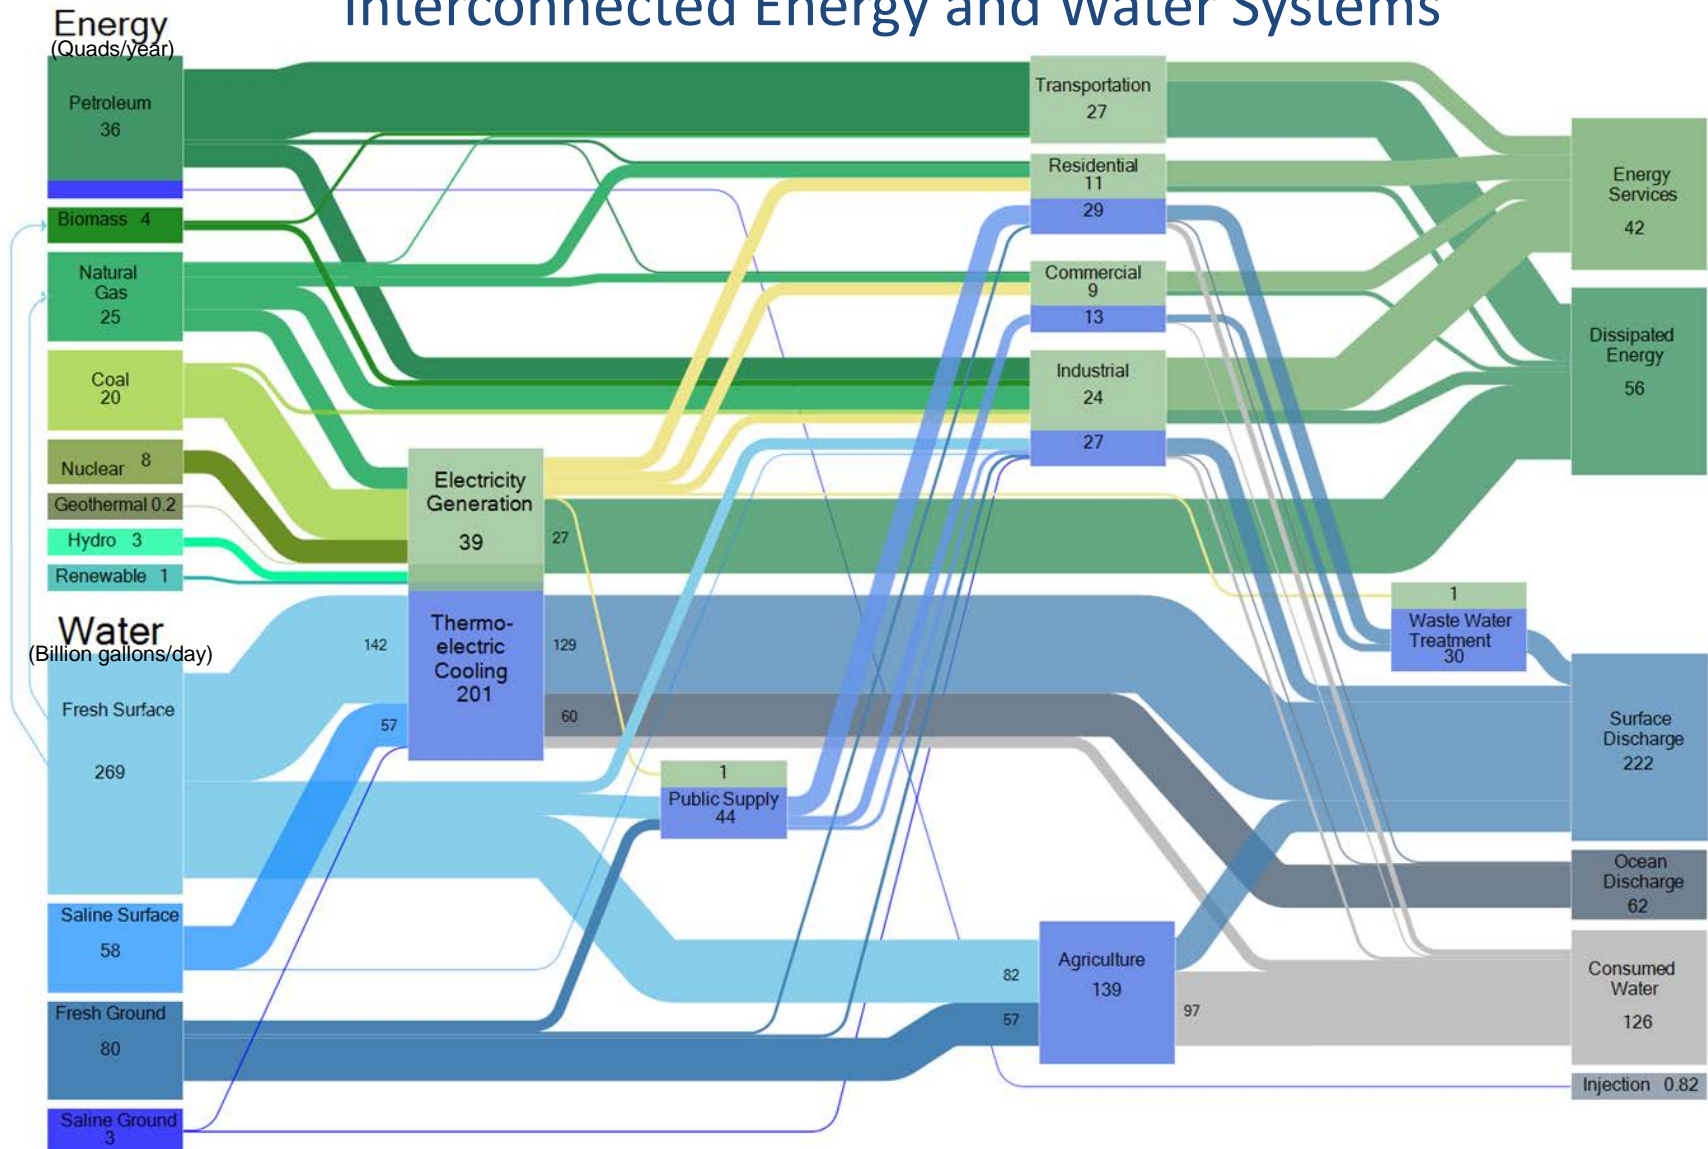 Interconnected Energy and Water Systems
Energy
(Quads/year)
Petroleum
36
Biomass 4
Natural
Gas
25
Coal
20
Nuclear 8
Geothermal 0.2
Hydro 3
Renewable 1
Water
(Billion gallons/day)
Fresh Surface
269
Saline Surface
58
Fresh Ground
80
Saline Ground
3
Electricity
Generation
39
27
Thermo-
electric
Cooling
201
142
57
129
60
1
Public Supply
44
Transportation
27
Residential
11
29
Commercial
9
13
Industrial
24
27
82
57
Agriculture
139
97
1
Waste Water
Treatment
30
Energy
Services
42
Dissipated
Energy
56
Surface
Discharge
222
Ocean
Discharge
62
Consumed
Water
126
Injection 0.82